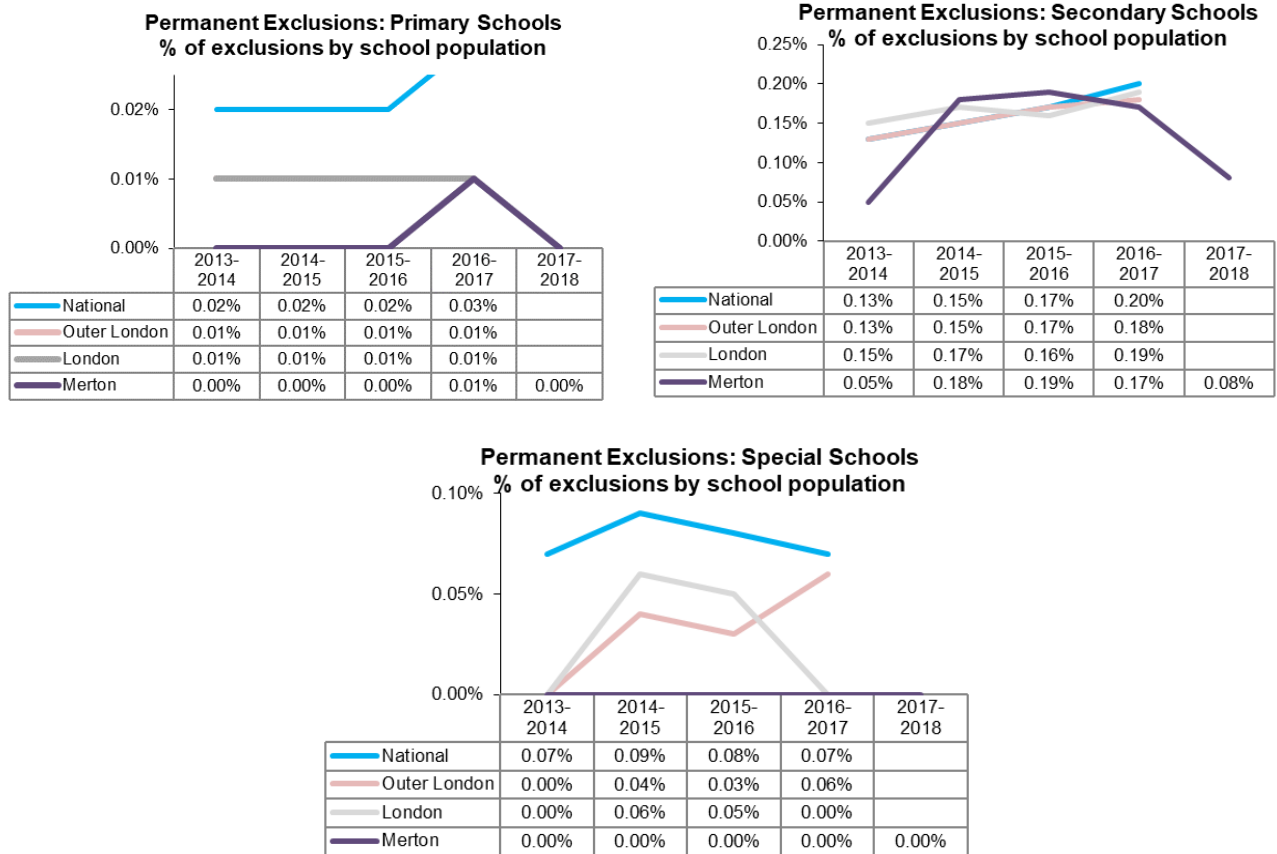 Permanent Exclusions: Primary Schools
% of exclusions by school population
0.02%
0.01%
0.00%
2013-2014 2014-2015 2015-2016 2016-2017 2017-2018
National 0.02% 0.02% 0.02% 0.03%
Outer London 0.01% 0.01% 0.01% 0.01%
London 0.01% 0.01% 0.01% 0.01%
Merton 0.00% 0.00% 0.00% 0.01% 0.00%
Permanent Exclusions: Secondary Schools
% of exclusions by school population
0.25%
0.20%
0.15%
0.10%
0.05%
0.00%
2013-2014 2014-2015 2015-2016 2016-2017 2017-2018
National 0.13% 0.15% 0.17% 0.20%
Outer London 0.13% 0.15% 0.17% 0.18%
London 0.15% 0.17% 0.16% 0.19%
Merton 0.05% 0.18% 0.19% 0.17% 0.08%
Permanent Exclusions: Special Schools
% of exclusions by school population
0.10%
0.05%
0.00%
2013-2014 2014-2015 2015-2016 2016-2017 2017-2018
National 0.07% 0.09% 0.08% 0.07%
Outer London 0.00% 0.04% 0.03% 0.06%
London 0.00% 0.06% 0.05% 0.00%
Merton 0.00% 0.00% 0.00% 0.00% 0.00%